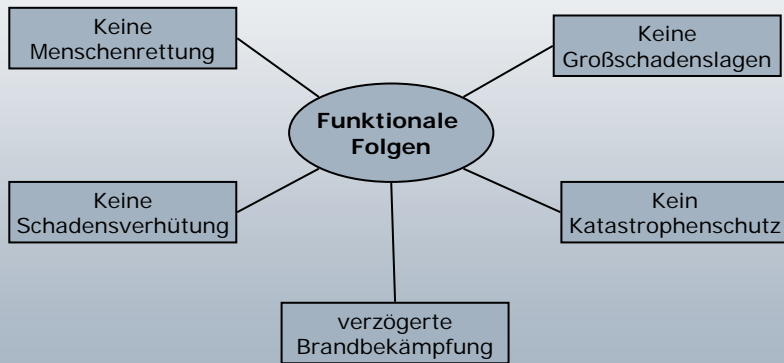 Keine
Menschenrettung
Keine
Großschadenslagen
Funktionale
Folgen
Keine
Schadensverhütung
Kein
Katastrophenschutz
verzögerte
Brandbekämpfung